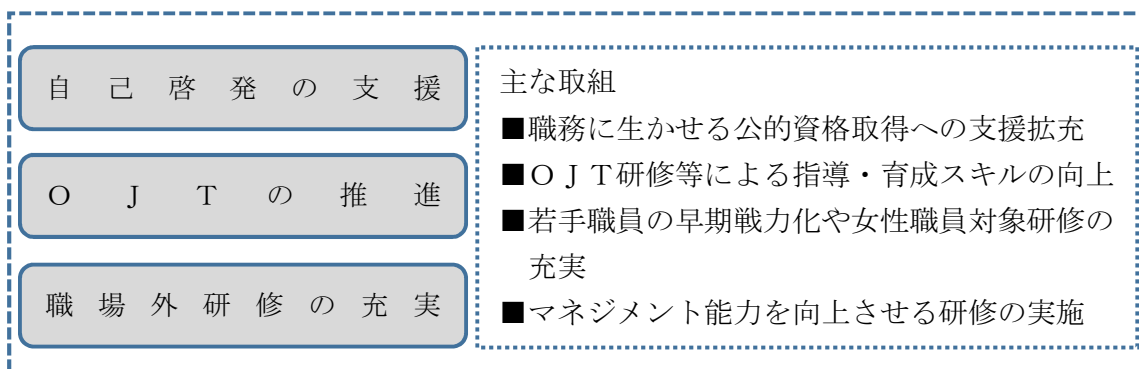 自己啓発の支援
ＯＪＴの推進
職場外研修の充実
主な取組
■職務に生かせる公的資格取得への支援拡充
■ＯＪＴ研修等による指導・育成スキルの向上
■若手職員の早期戦力化や女性職員対象研修の
充実
■マネジメント能力を向上させる研修の実施